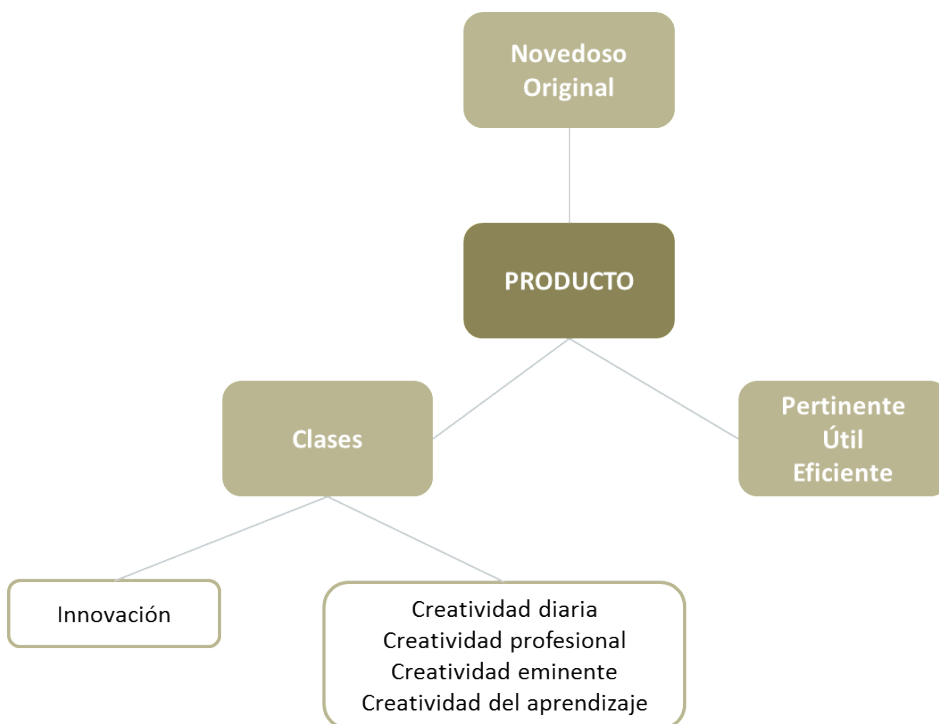 Novedoso
Original
PRODUCTO
Clases
Pertinente
Útil
Eficiente
Innovación
Creatividad diaria
Creatividad profesional
Creatividad eminente
Creatividad del aprendizaje